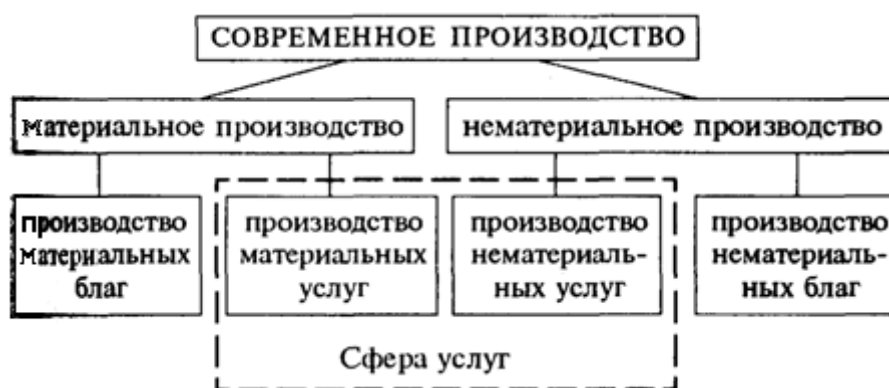 СОВРЕМЕННОЕ ПРОИЗВОДСТВО
материальное производство
нематериальное производство
производство
материальных
благ
производство
материальных
услуг
производство
нематериаль-
ных услуг
производство
нематериаль-
ных благ
Сфера услуг